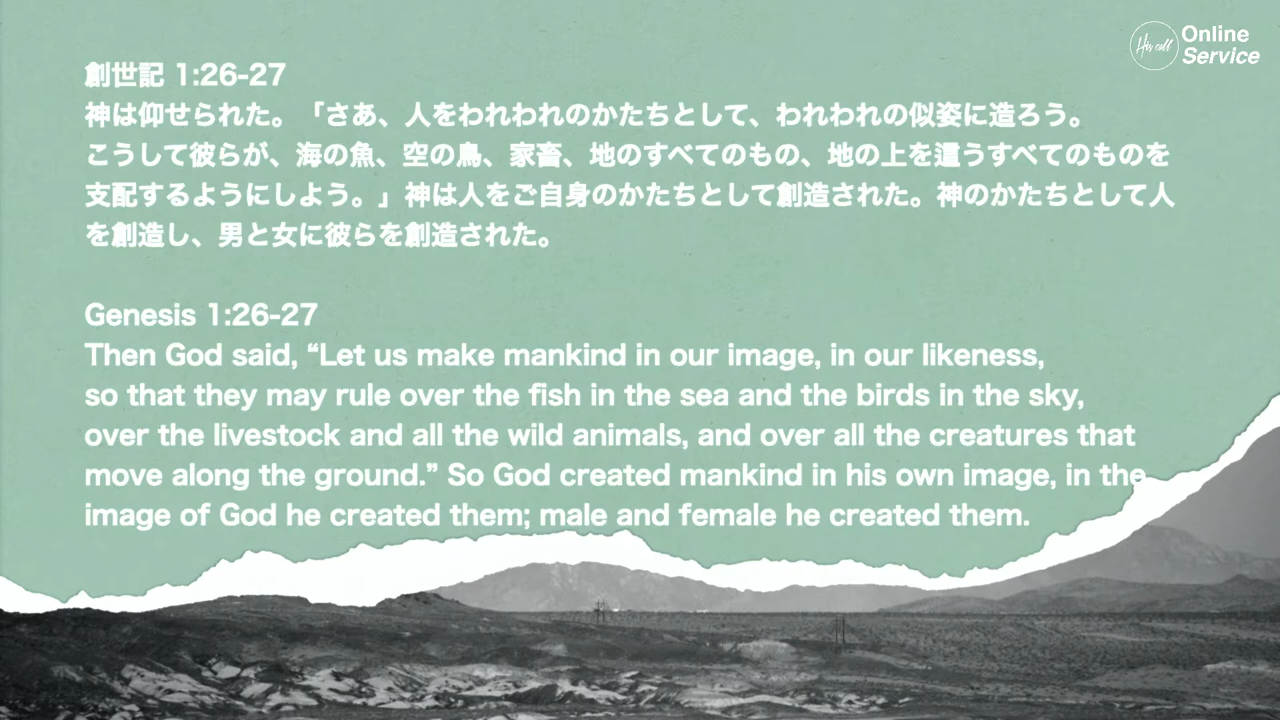 His call
Online
Service
創世記 1:26-27
神は仰せられた。「さあ、人をわれわれのかたちとして、われわれの似姿に造ろう。
こうして彼らが、海の魚、空の鳥、家畜、地のすべてのもの、地の上を這うすべてのものを
支配するようにしよう。」神は人をご自身のかたちとして創造された。神のかたちとして人
を創造し、男と女に彼らを創造された。
Genesis 1:26-27
Then God said, “Let us make mankind in our image, in our likeness,
so that they may rule over the fish in the sea and the birds in the sky,
over the livestock and all the wild animals, and over all the creatures that
move along the ground.” So God created mankind in his own image, in the
image of God he created them; male and female he created them.